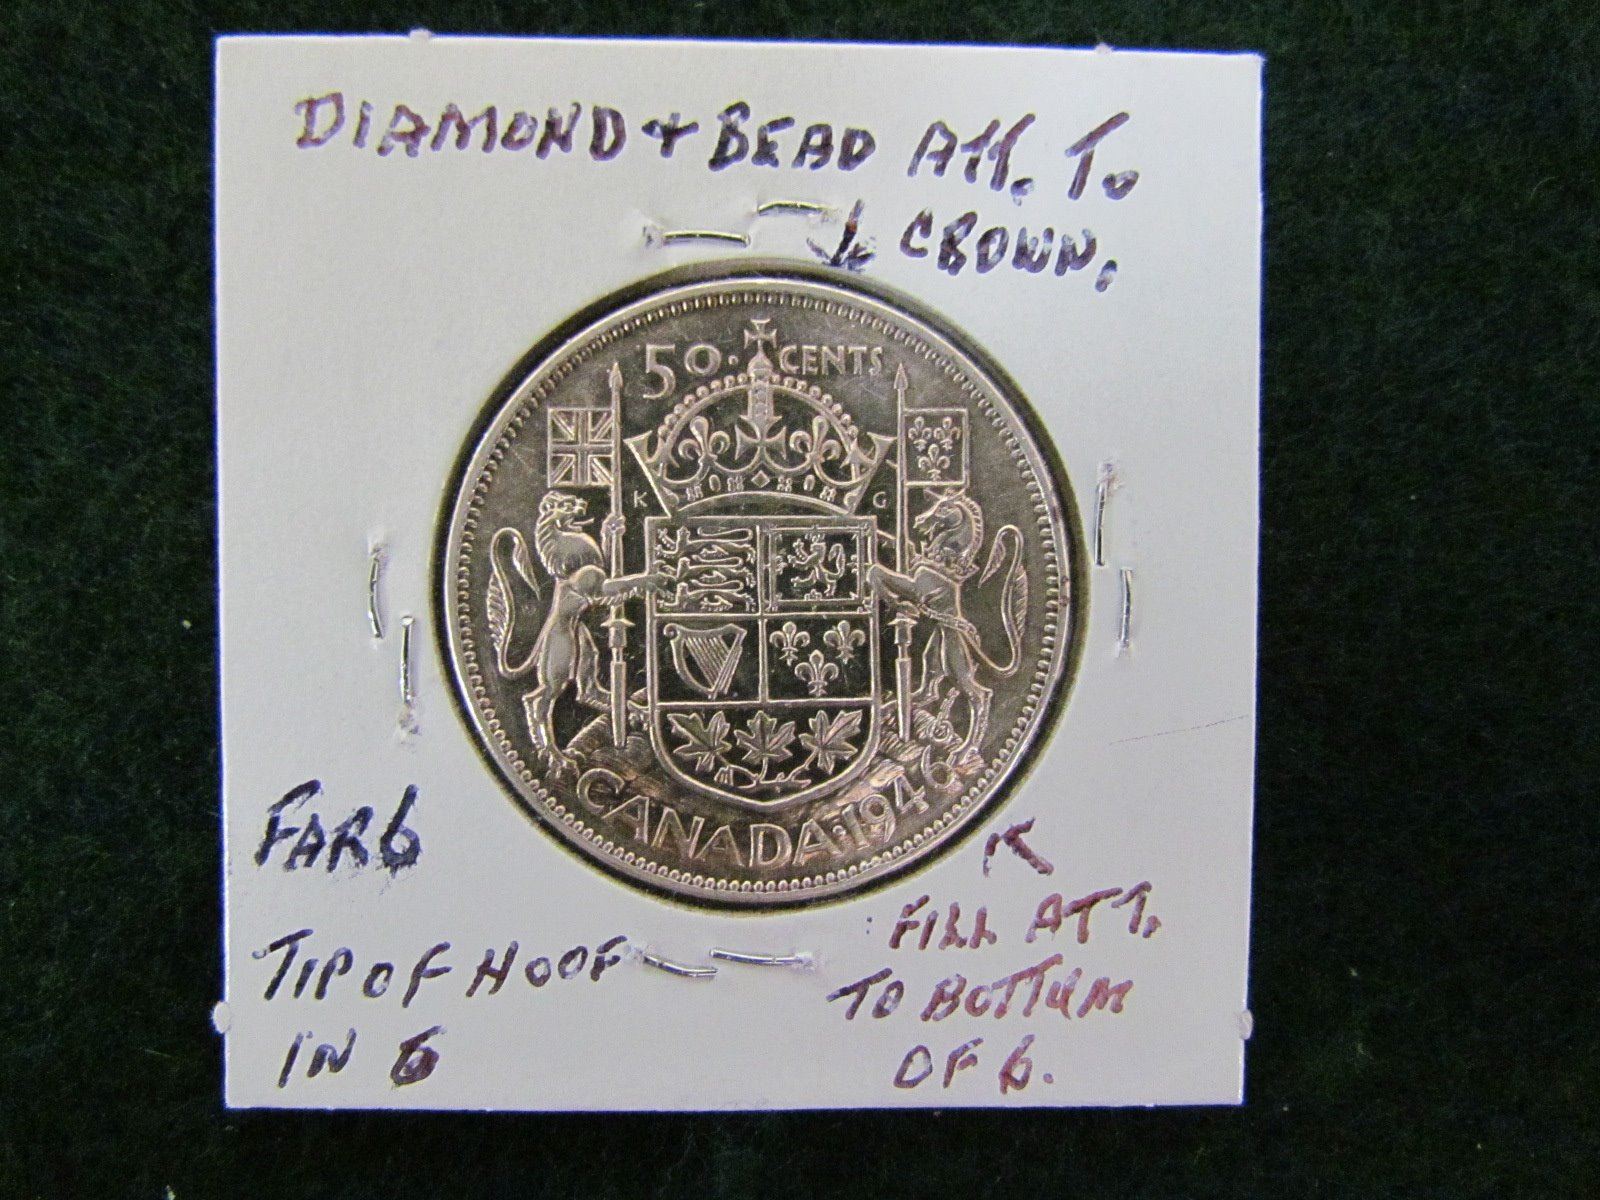 DIAMOND + BEAD Att. To
CROWN.
50. CENTS
K G
CANADA·1946
FAR 6
TIP OF HOOF
IN 6
FILL ATT.
TO BOTTUM
OF 6.